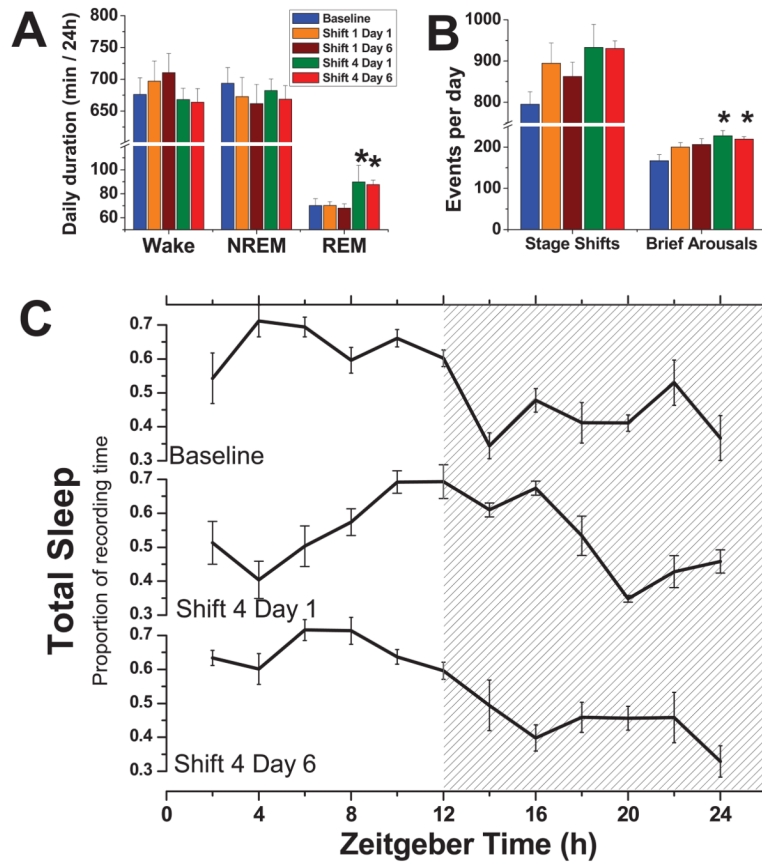 A
Daily duration (min / 24h)
800
750
700
650
100
80
60
Baseline
Shift 1 Day 1
Shift 1 Day 6
Shift 4 Day 1
Shift 4 Day 6
* *
Wake NREM REM
B
Events per day
1000
900
800
200
100
0
* *
Stage Shifts Brief Arousals
C
Total Sleep
Proportion of recording time
0.7
0.6
0.5
0.4
0.3
Baseline
0.7
0.6
0.5
0.4
0.3
Shift 4 Day 1
0.7
0.6
0.5
0.4
0.3
Shift 4 Day 6
0 4 8 12 16 20 24
Zeitgeber Time (h)